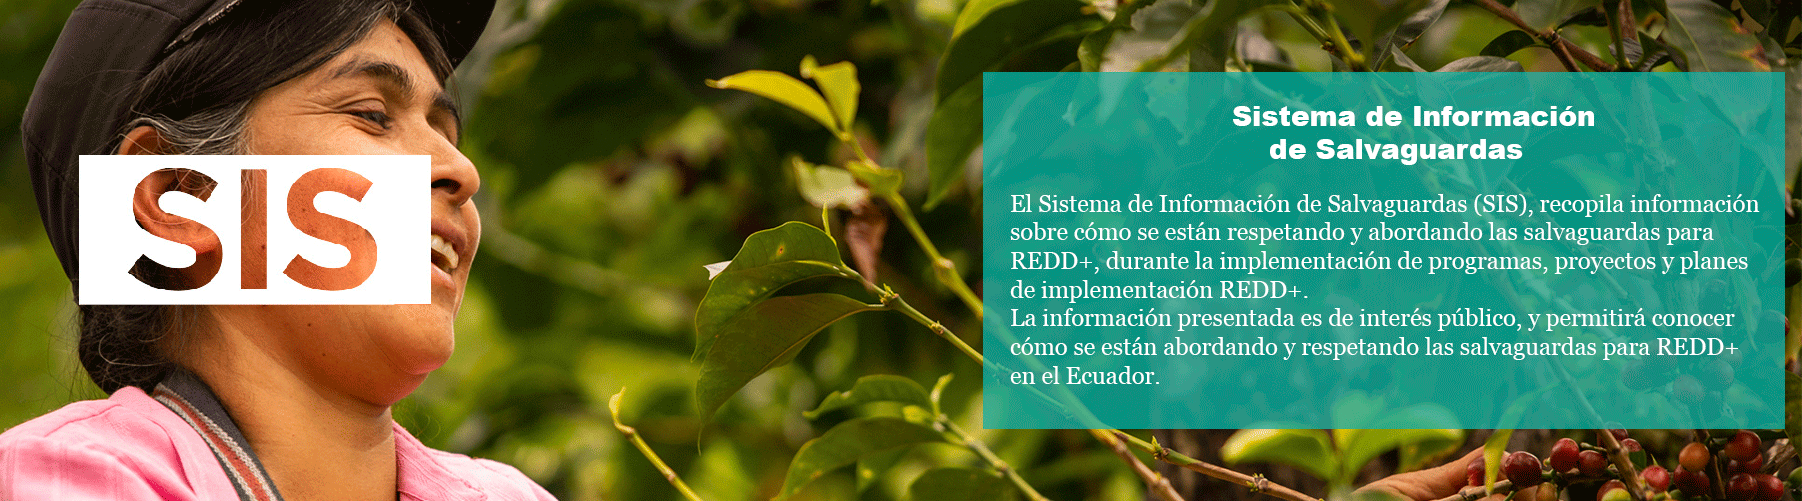 SIS
Sistema de Información
de Salvaguardas
El Sistema de Información de Salvaguardas (SIS), recopila información
sobre cómo se están respetando y abordando las salvaguardas para
REDD+, durante la implementación de programas, proyectos y planes
de implementación REDD+.
La información presentada es de interés público, y permitirá conocer
cómo se están abordando y respetando las salvaguardas para REDD+
en el Ecuador.